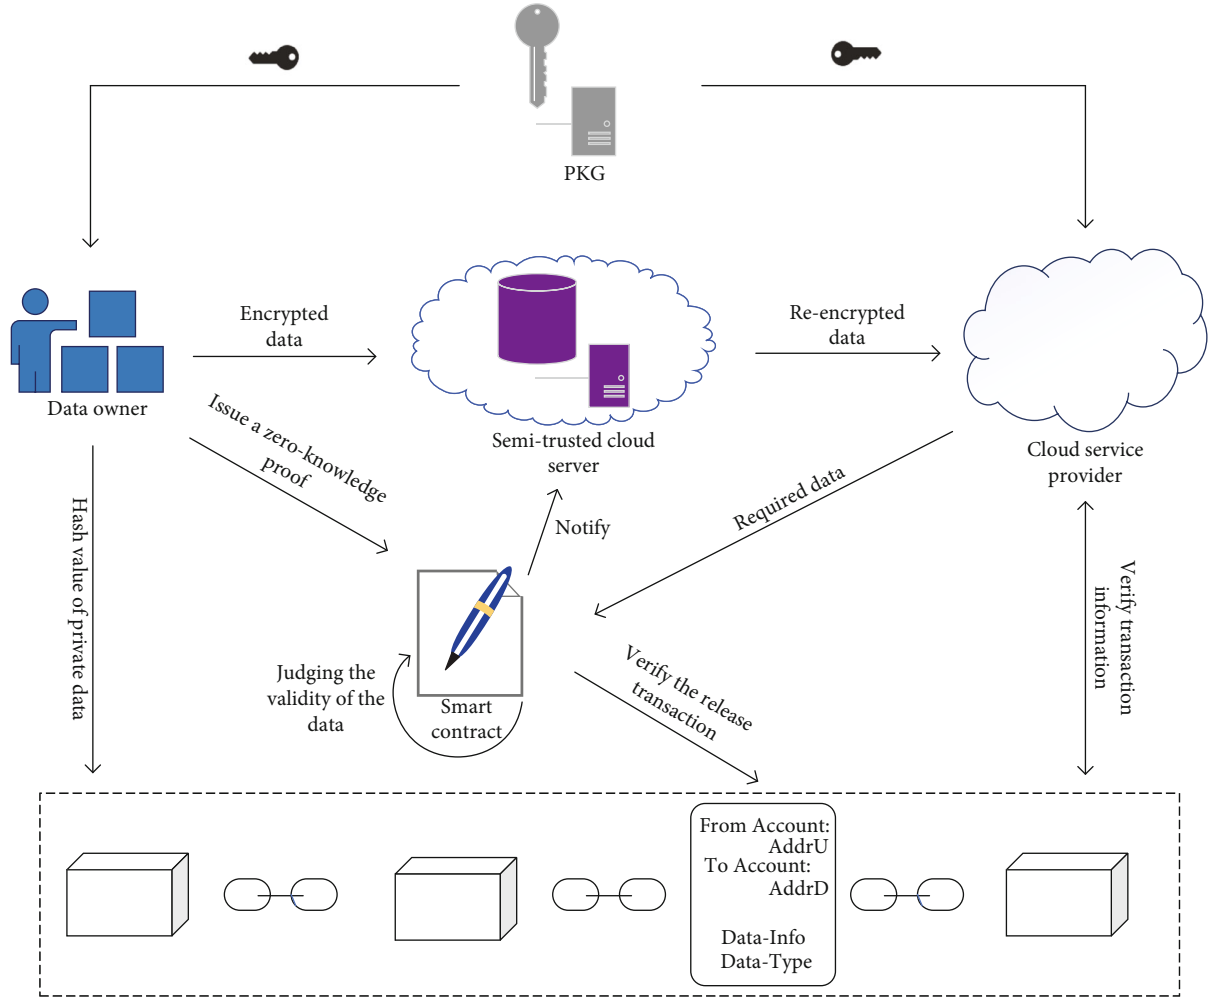 PKG
Encrypted
data
Re-encrypted
data
Data owner
Semi-trusted cloud
server
Cloud service
provider
Issue a zero-knowledge
proof
Notify
Required data
Hash value of private data
Verify transaction
information
Judging the
validity of the
data
Smart
contract
Verify the release
transaction
From Account:
AddrU
To Account:
AddrD
Data-Info
Data-Type